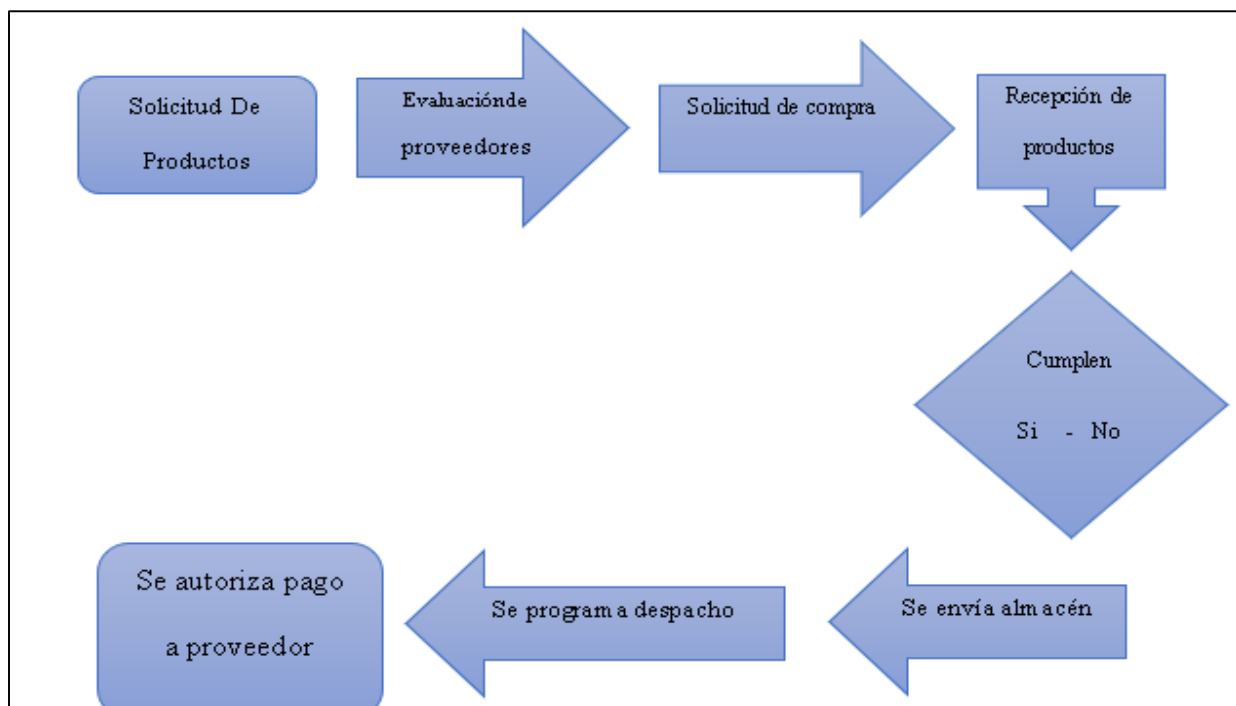 Solicitud De
Productos
Evaluaciónde
proveedores
Solicitud de compra
Recepción de
productos
Cumplen
Si - No
Se envía almacén
Se programa despacho
Se autoriza pago
a proveedor